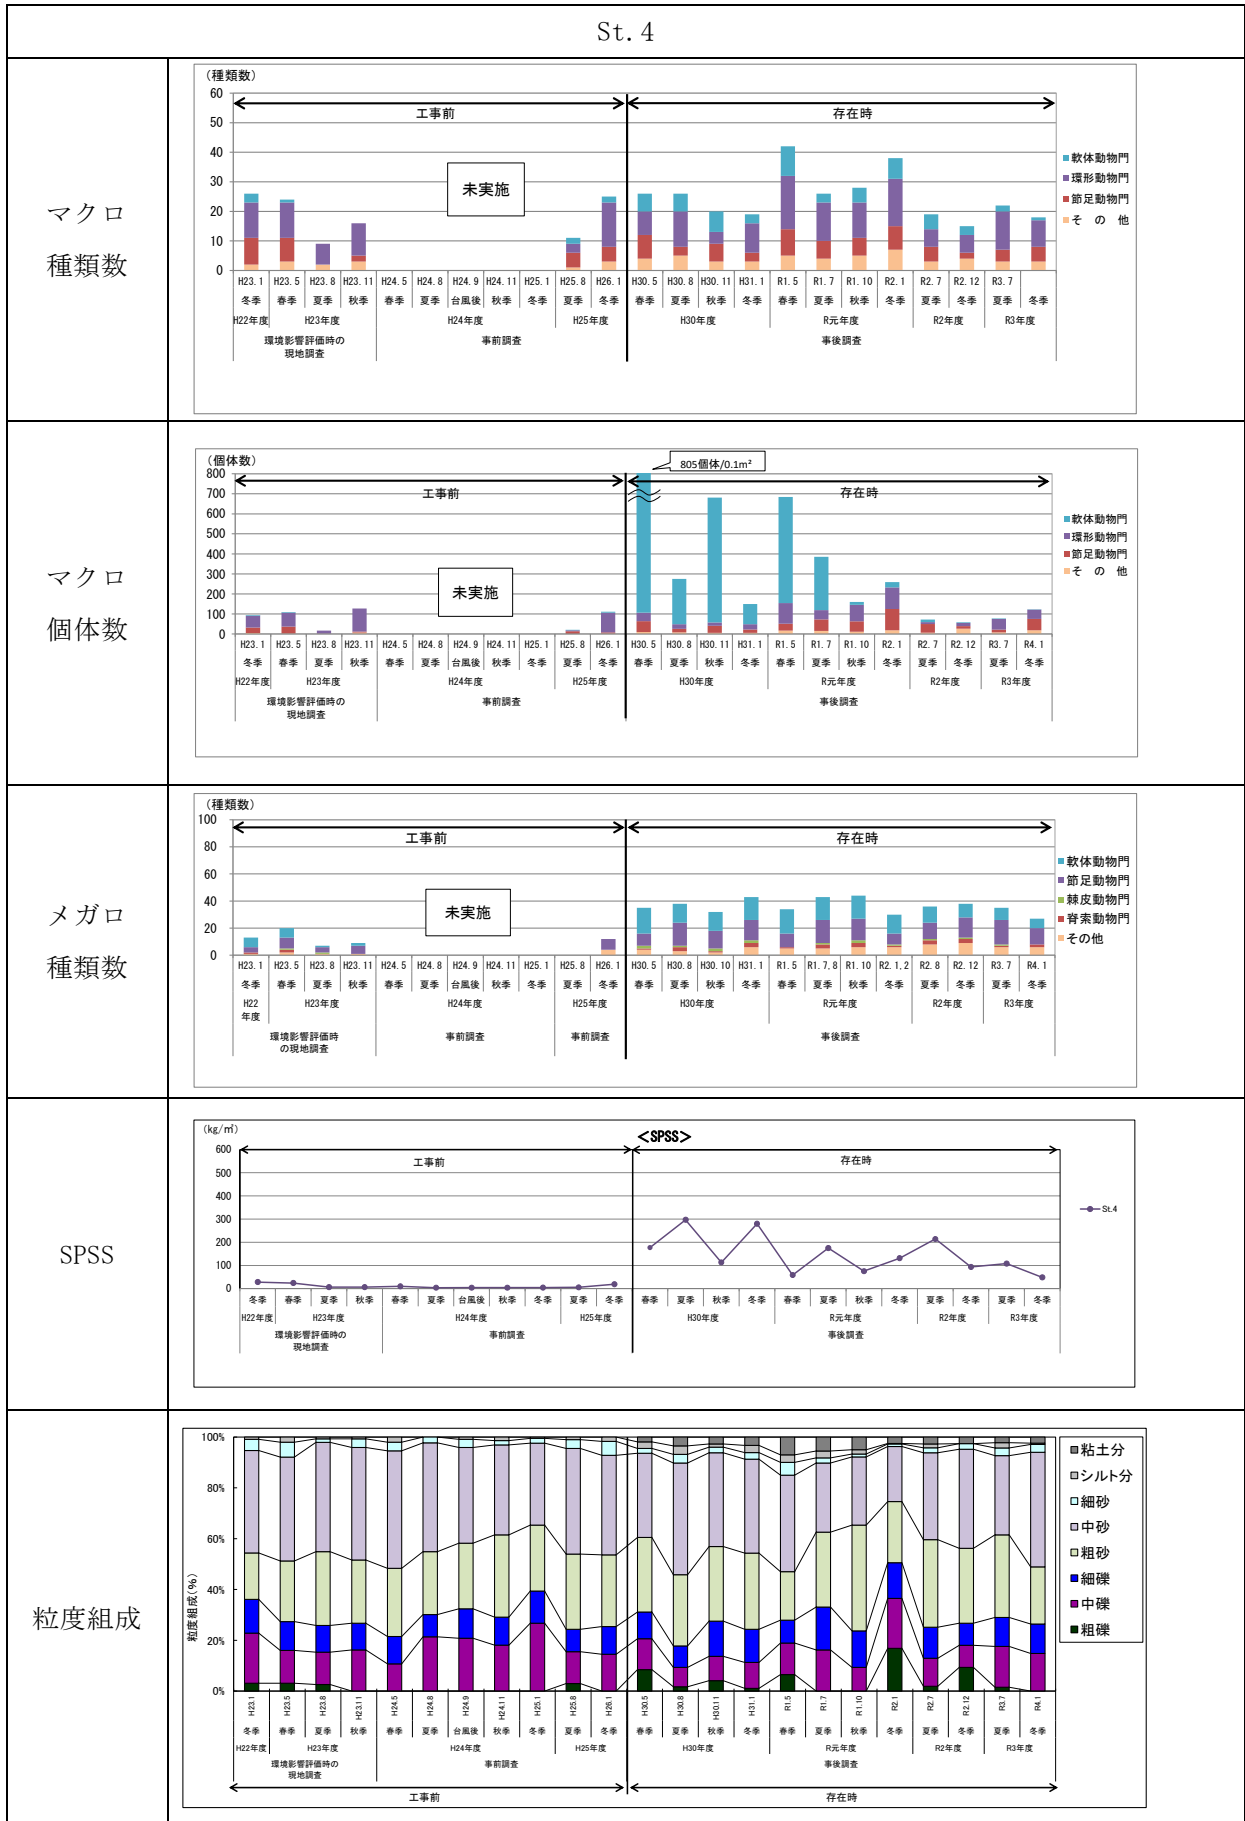 St. 4
マクロ
種類数
(種類数)
60
50
40
30
20
10
0
工事前
存在時
未実施
軟体動物門
環形動物門
節足動物門
そ の 他
H23. 1 H23. 5 H23. 8 H23. 11 H24. 5 H24. 8 H24. 9 H24. 11 H25. 1 H25. 8 H26. 1 H30. 5 H30. 8 H30. 11 H31. 1 R1. 5 R1. 7 R1. 10 R2. 1 R2. 7 R2. 12 R3. 7
冬季 春季 夏季 秋季 春季 夏季 台風後 秋季 冬季 夏季 冬季 春季 夏季 秋季 冬季 春季 夏季 秋季 冬季 夏季 冬季 夏季 冬季
H22年度 H23年度 H24年度 H25年度 H30年度 R元年度 R2年度 R3年度
環境影響評価時の 事前調査 事後調査
現地調査
マクロ
個体数
(個体数)
805個体/0.1m²
800
700
600
500
400
300
200
100
0
工事前
存在時
未実施
軟体動物門
環形動物門
節足動物門
そ の 他
H23. 1 H23. 5 H23. 8 H23. 11 H24. 5 H24. 8 H24. 9 H24. 11 H25. 1 H25. 8 H26. 1 H30. 5 H30. 8 H30. 11 H31. 1 R1. 5 R1. 7 R1. 10 R2. 1 R2. 7 R2. 12 R3. 7 R4. 1
冬季 春季 夏季 秋季 春季 夏季 台風後 秋季 冬季 夏季 冬季 春季 夏季 秋季 冬季 春季 夏季 秋季 冬季 夏季 冬季 夏季 冬季
H22年度 H23年度 H24年度 H25年度 H30年度 R元年度 R2年度 R3年度
環境影響評価時の 事前調査 事後調査
現地調査
メガロ
種類数
(種類数)
100
80
60
40
20
0
工事前
存在時
未実施
軟体動物門
節足動物門
棘皮動物門
脊索動物門
その他
H23. 1 H23. 5 H23. 8 H23. 11 H24. 5 H24. 8 H24. 9 H24. 11 H25. 1 H25. 8 H26. 1 H30. 5 H30. 8 H30. 10 H31. 1 R1. 5 R1. 7, 8 R1. 10 R2. 1, 2 R2. 8 R2. 12 R3. 7 R4. 1
冬季 春季 夏季 秋季 春季 夏季 台風後 秋季 冬季 夏季 冬季 春季 夏季 秋季 冬季 春季 夏季 秋季 冬季 夏季 冬季 夏季 冬季
H22 H23年度 H24年度 H25年度 H30年度 R元年度 R2年度 R3年度
年度
環境影響評価時 事前調査 事前調査 事後調査
の現地調査
SPSS
(kg/㎥)
<SPSS>
600
500
400
300
200
100
0
工事前
存在時
St.4
冬季 春季 夏季 秋季 春季 夏季 台風後 秋季 冬季 夏季 冬季 春季 夏季 秋季 冬季 春季 夏季 秋季 冬季 夏季 冬季 夏季 冬季
H22年度 H23年度 H24年度 H25年度 H30年度 R元年度 R2年度 R3年度
環境影響評価時の 事前調査 事後調査
現地調査
粒度組成
粒度組成(%)
100%
80%
60%
40%
20%
0%
粘土分
シルト分
細砂
中砂
粗砂
細礫
中礫
粗礫
H23.1 H23.5 H23.8 H23.11 H24.5 H24.8 H24.9 H24.11 H25.1 H25.8 H26.1 H30.5 H30.8 H30.11 H31.1 R1.5 R1.7 R1.10 R2.1 R2.7 R2.12 R3.7 R4.1
冬季 春季 夏季 秋季 春季 夏季 台風後 秋季 冬季 夏季 冬季 春季 夏季 秋季 冬季 春季 夏季 秋季 冬季 夏季 冬季 夏季 冬季
H22年度 H23年度 H24年度 H25年度 H30年度 R元年度 R2年度 R3年度
環境影響評価時の 事前調査 事後調査
現地調査
工事前 存在時